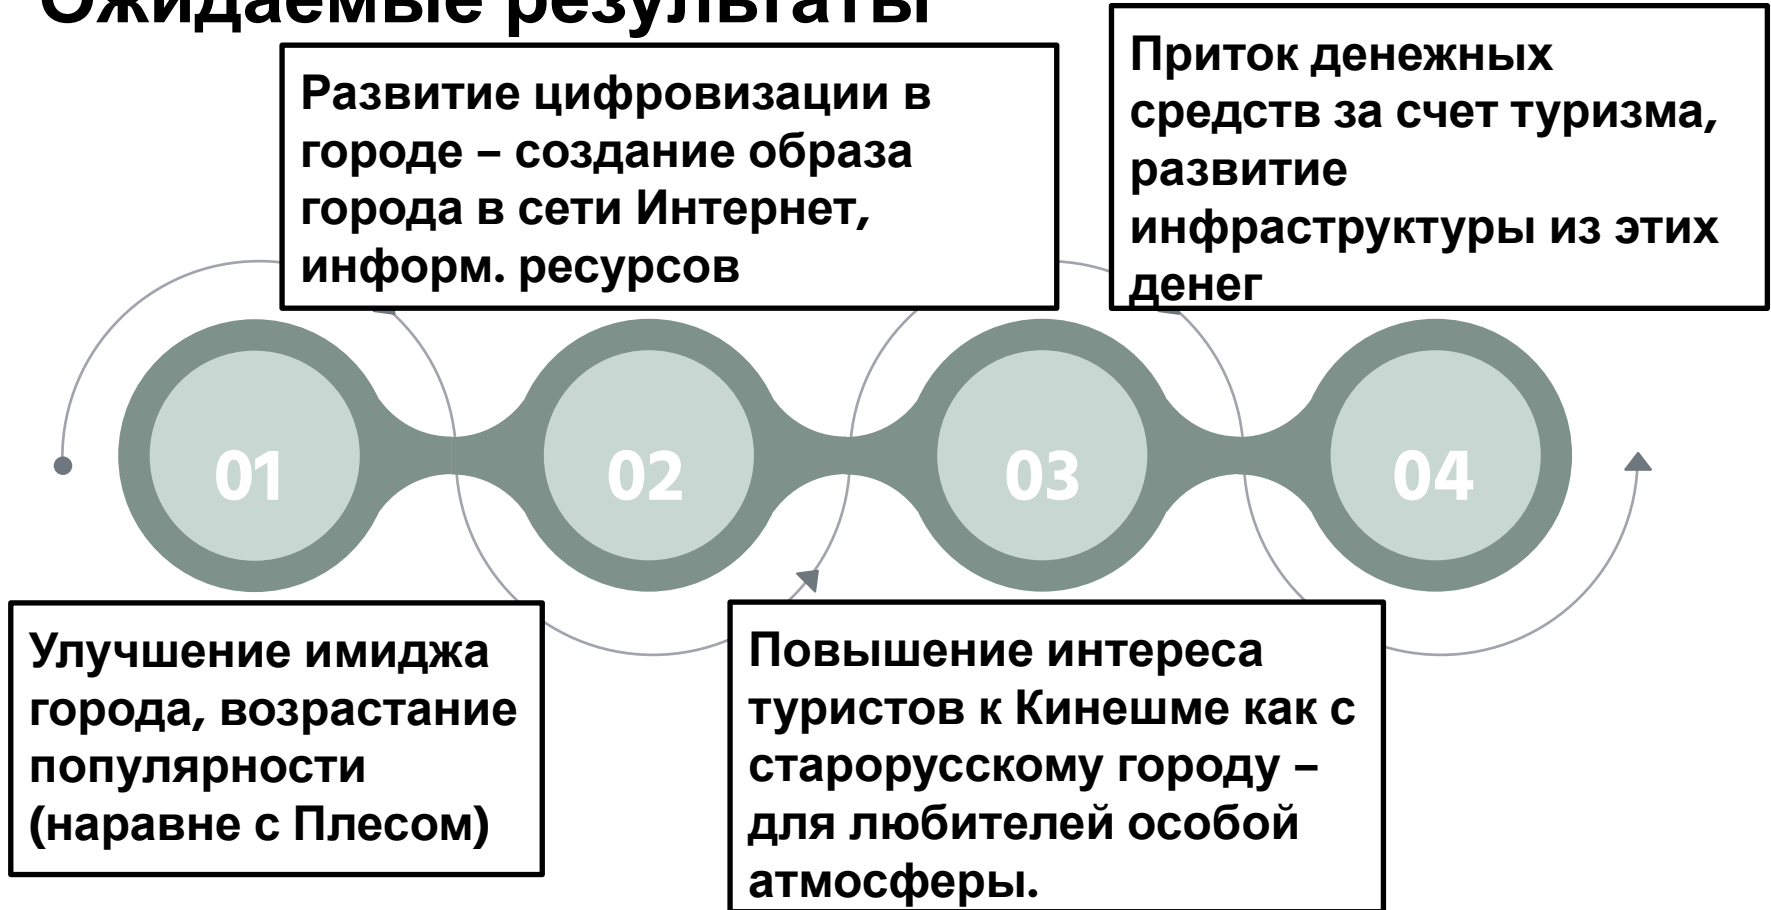 Ожидаемые результаты
Развитие цифровизации в
городе – создание образа
города в сети Интернет,
информ. ресурсов
Приток денежных
средств за счет туризма,
развитие
инфраструктуры из этих
денег
01
02
03
04
Улучшение имиджа
города, возрастание
популярности
(наравне с Плесом)
Повышение интереса
туристов к Кинешме как с
старорусскому городу –
для любителей особой
атмосферы.